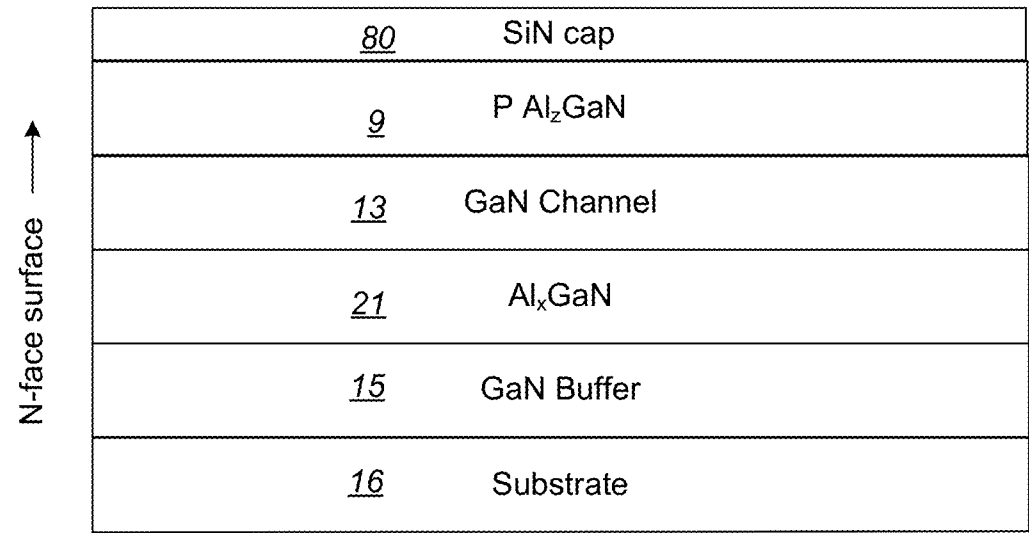 80 SiN cap
9 P AlzGaN
13 GaN Channel
21 AlxGaN
15 GaN Buffer
16 Substrate
N-face surface